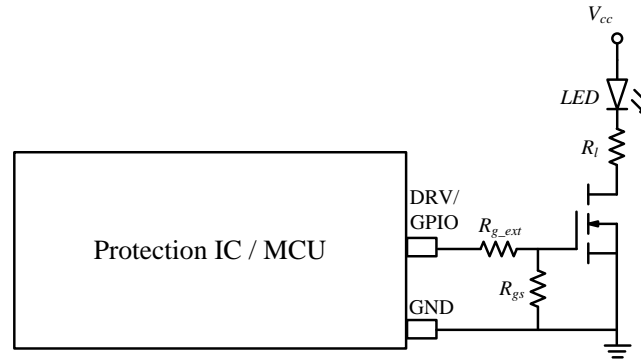 Vcc
LED
Rl
DRV/
GPIO
Rg_ext
Protection IC / MCU
Rgs
GND